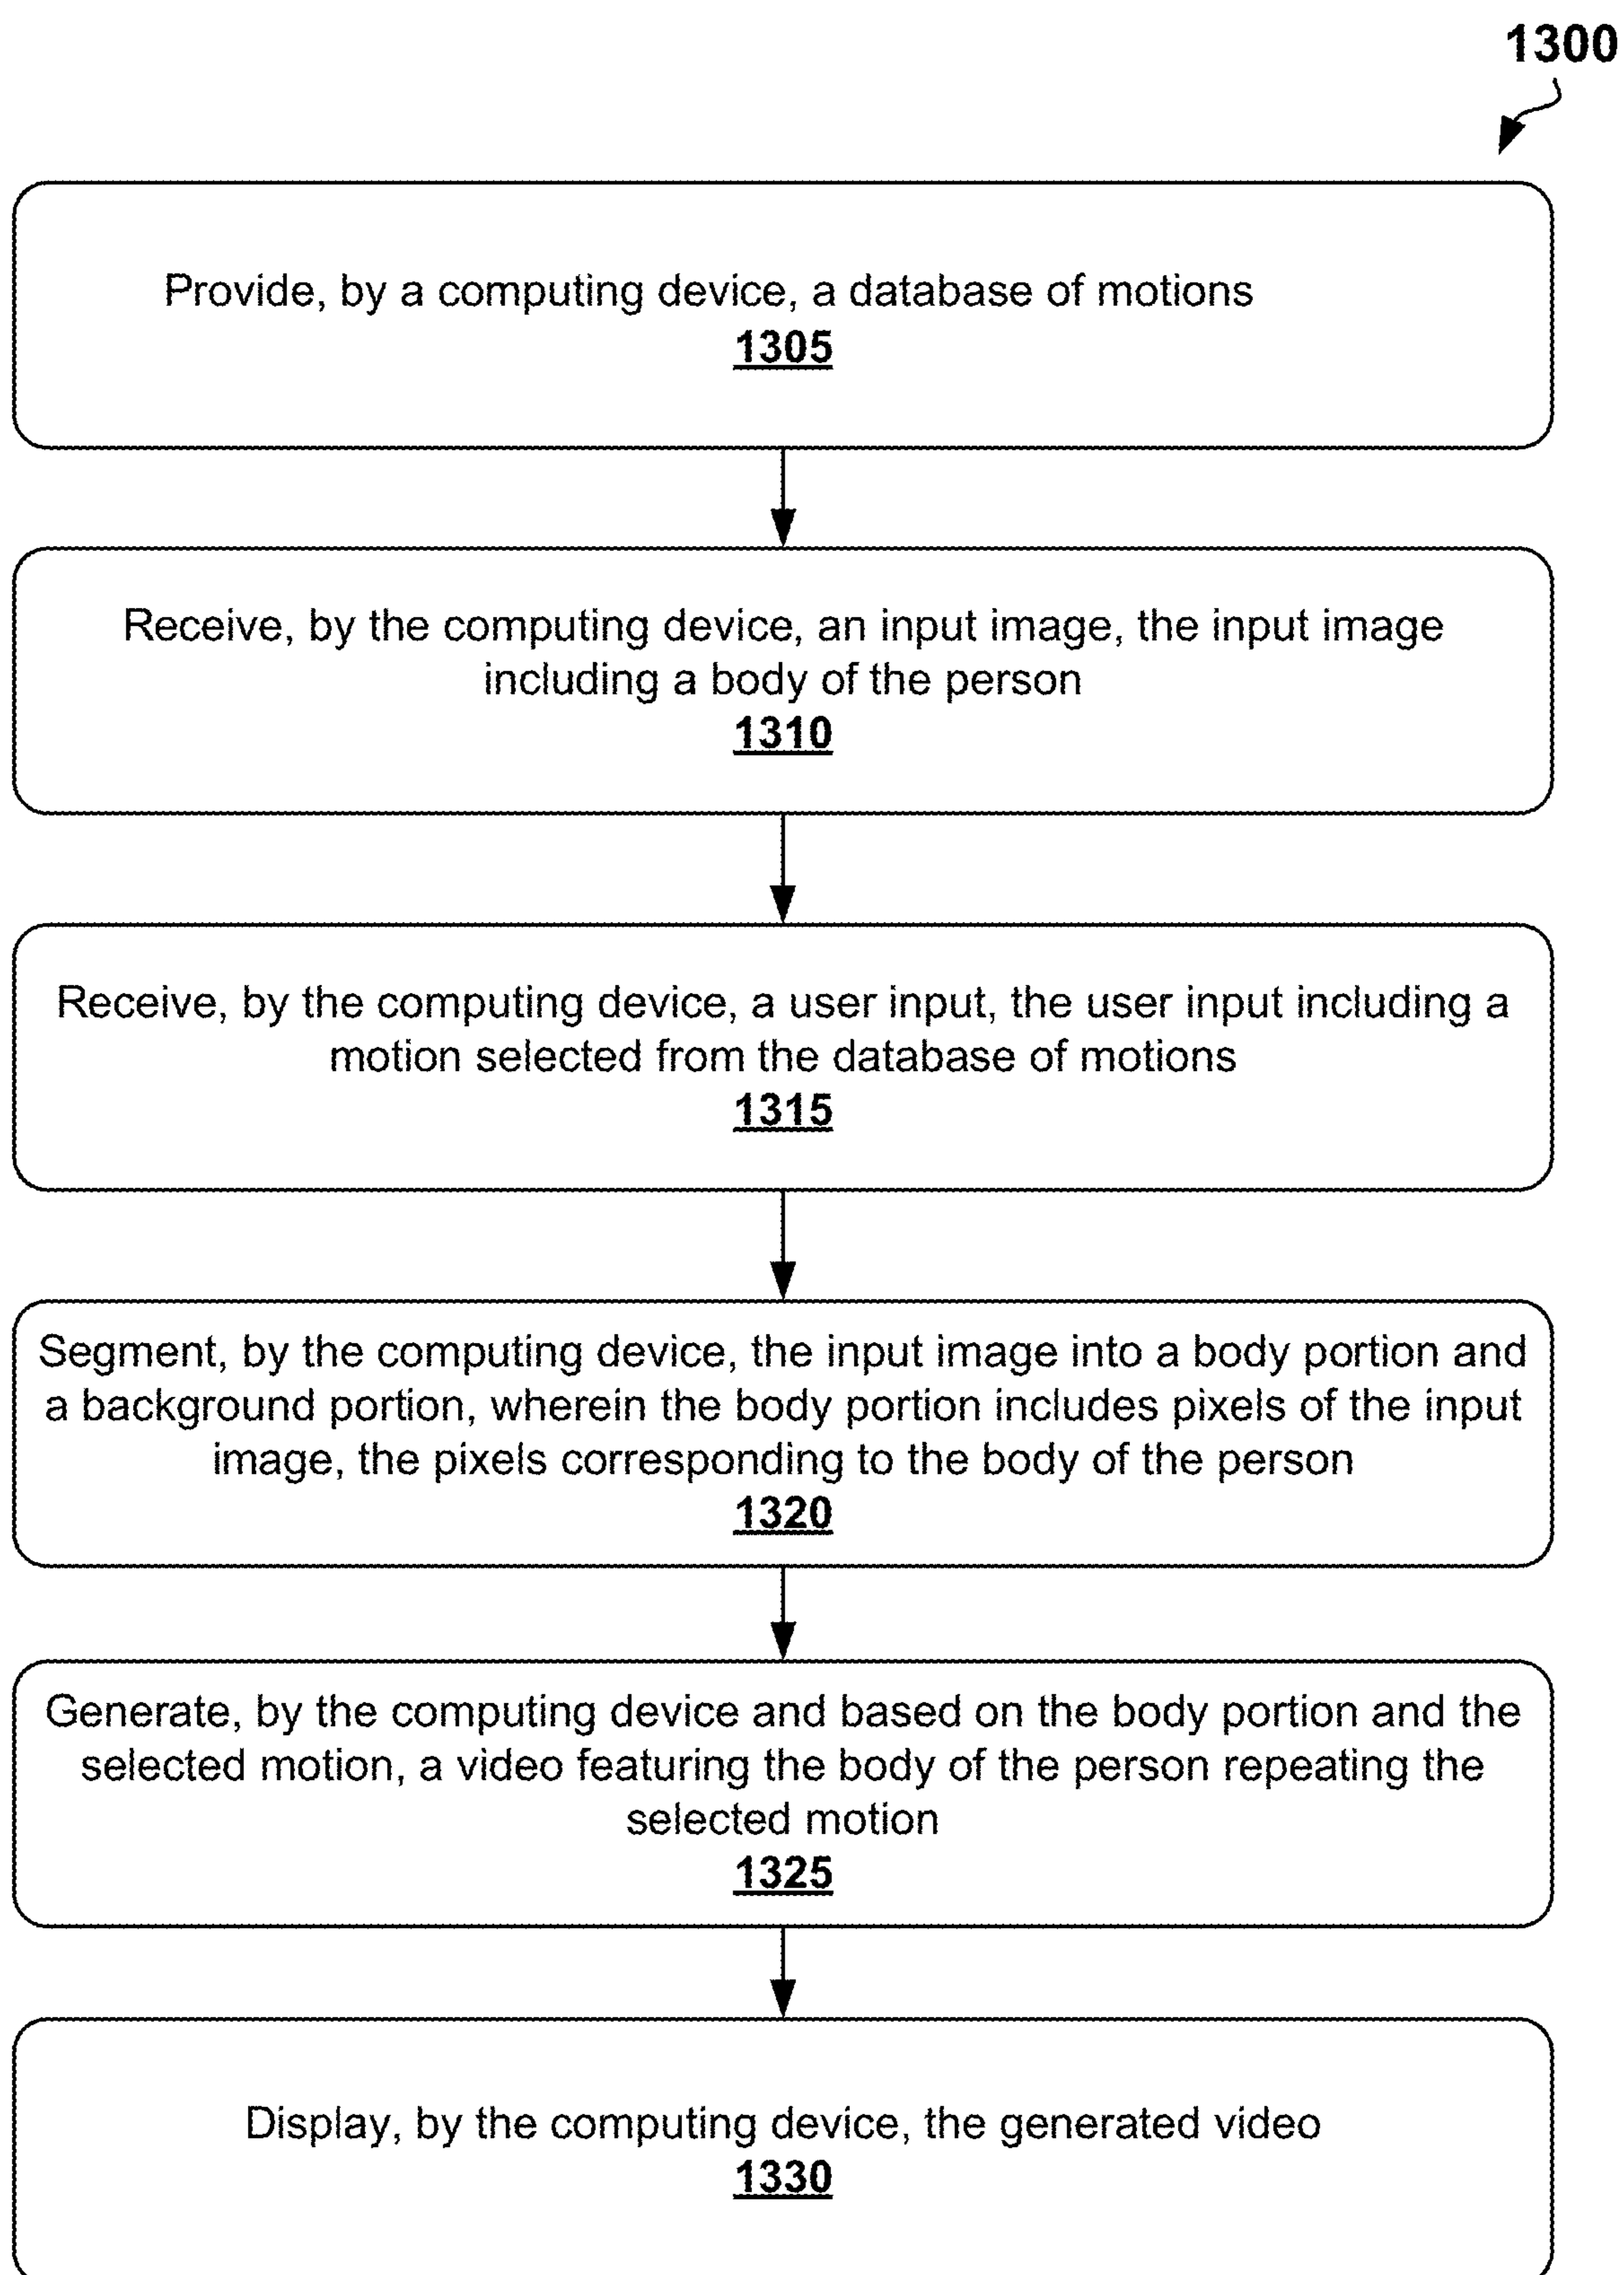 1300
Provide, by a computing device, a database of motions
1305
Receive, by the computing device, an input image, the input image
including a body of the person
1310
Receive, by the computing device, a user input, the user input including a
motion selected from the database of motions
1315
Segment, by the computing device, the input image into a body portion and
a background portion, wherein the body portion includes pixels of the input
image, the pixels corresponding to the body of the person
1320
Generate, by the computing device and based on the body portion and the
selected motion, a video featuring the body of the person repeating the
selected motion
1325
Display, by the computing device, the generated video
1330